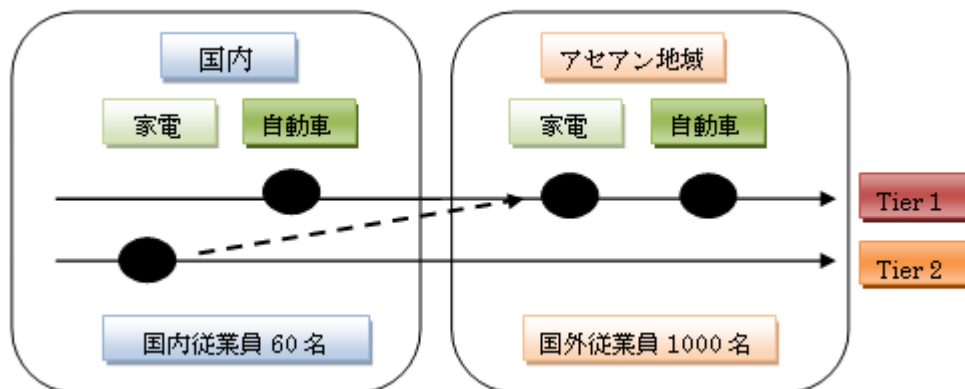 国内
アセアン地域
家電
自動車
家電
自動車
Tier 1
Tier 2
国内従業員 60 名
国外従業員 1000 名